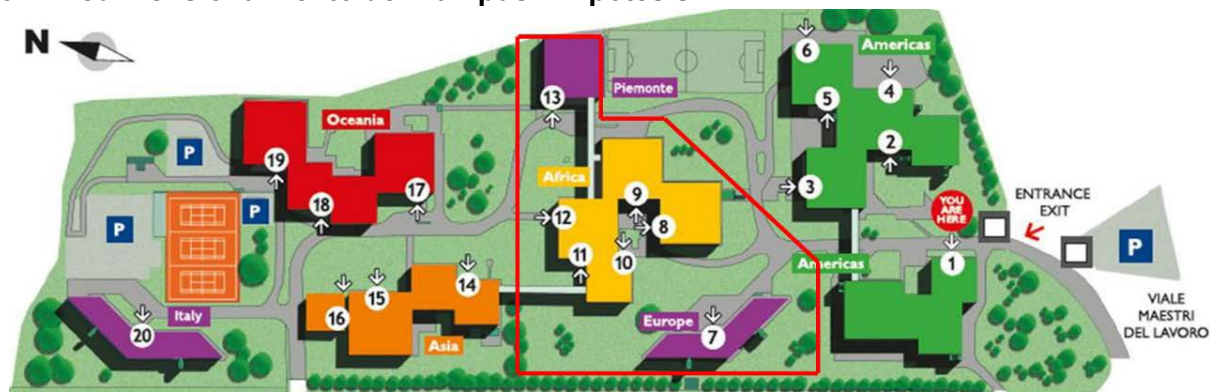 N
6
Americas
4
13
Piemonte
5
Oceania
2
P
19
Africa
9
3
17
YOU
ARE
HERE
ENTRANCE
EXIT
P
18
12
8
P
10
11
Americas
1
P
14
15
16
VIALE
MAESTRI
DEL LAVORO
Italy
20
Europe
7
Asia